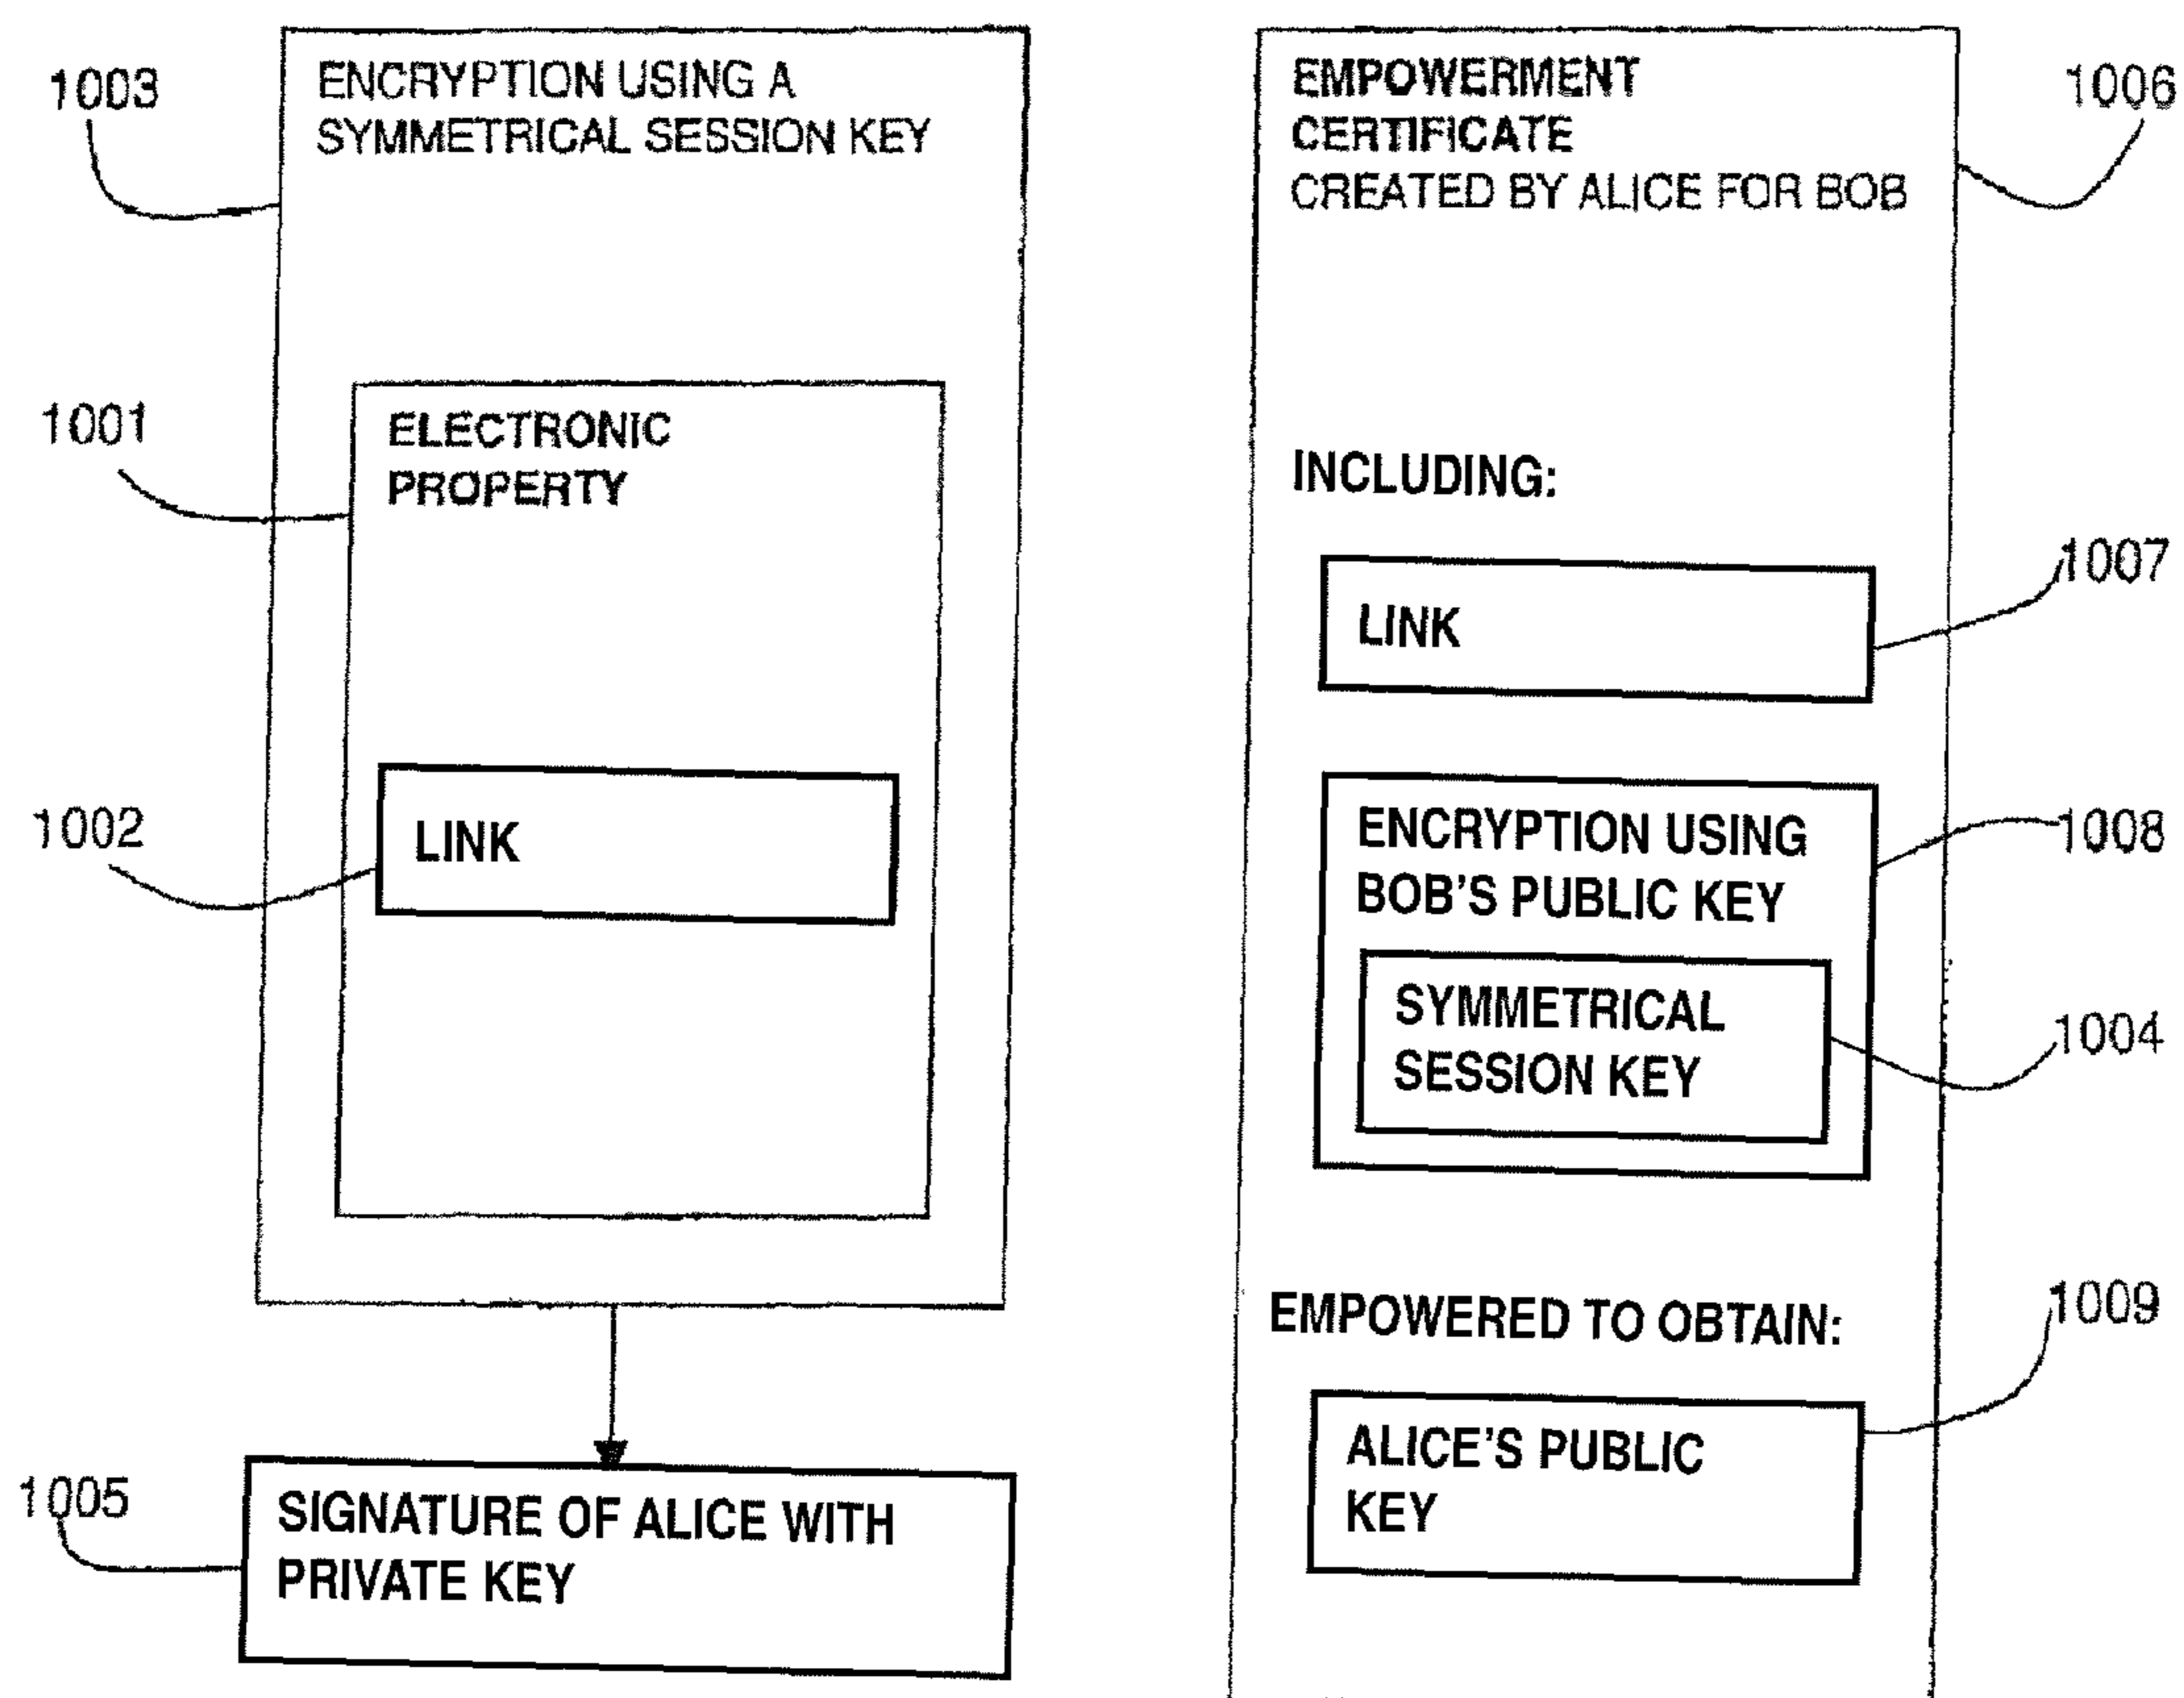 1003
ENCRYPTION USING A
SYMMETRICAL SESSION KEY
1001
ELECTRONIC
PROPERTY
1002
LINK
1005
SIGNATURE OF ALICE WITH
PRIVATE KEY
EMPOWERMENT
CERTIFICATE
CREATED BY ALICE FOR BOB
1006
INCLUDING:
1007
LINK
ENCRYPTION USING
BOB'S PUBLIC KEY
1008
SYMMETRICAL
SESSION KEY
1004
EMPOWERED TO OBTAIN:
1009
ALICE'S PUBLIC
KEY